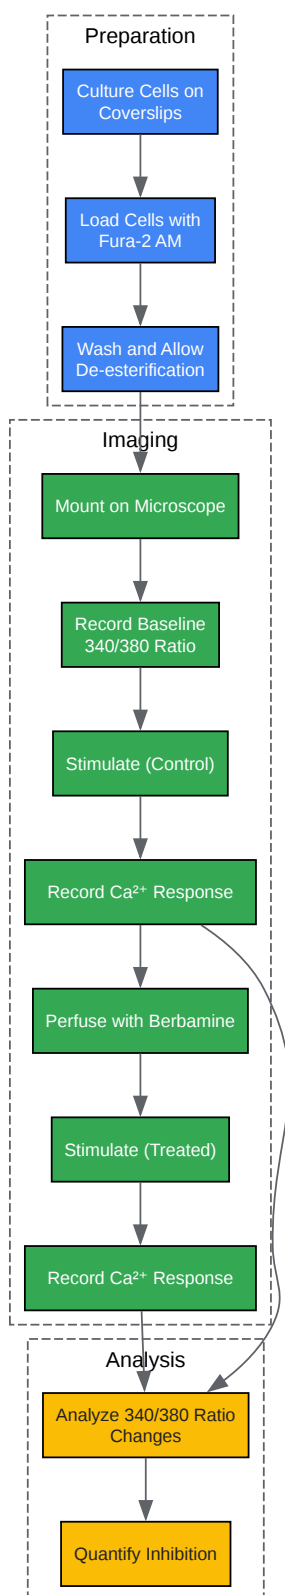 Preparation
Culture Cells on
Coverslips
Load Cells with
Fura-2 AM
Wash and Allow
De-esterification
Imaging
Mount on Microscope
Record Baseline
340/380 Ratio
Stimulate (Control)
Record Ca²⁺ Response
Perfuse with Berbamine
Stimulate (Treated)
Record Ca²⁺ Response
Analysis
Analyze 340/380 Ratio
Changes
Quantify Inhibition